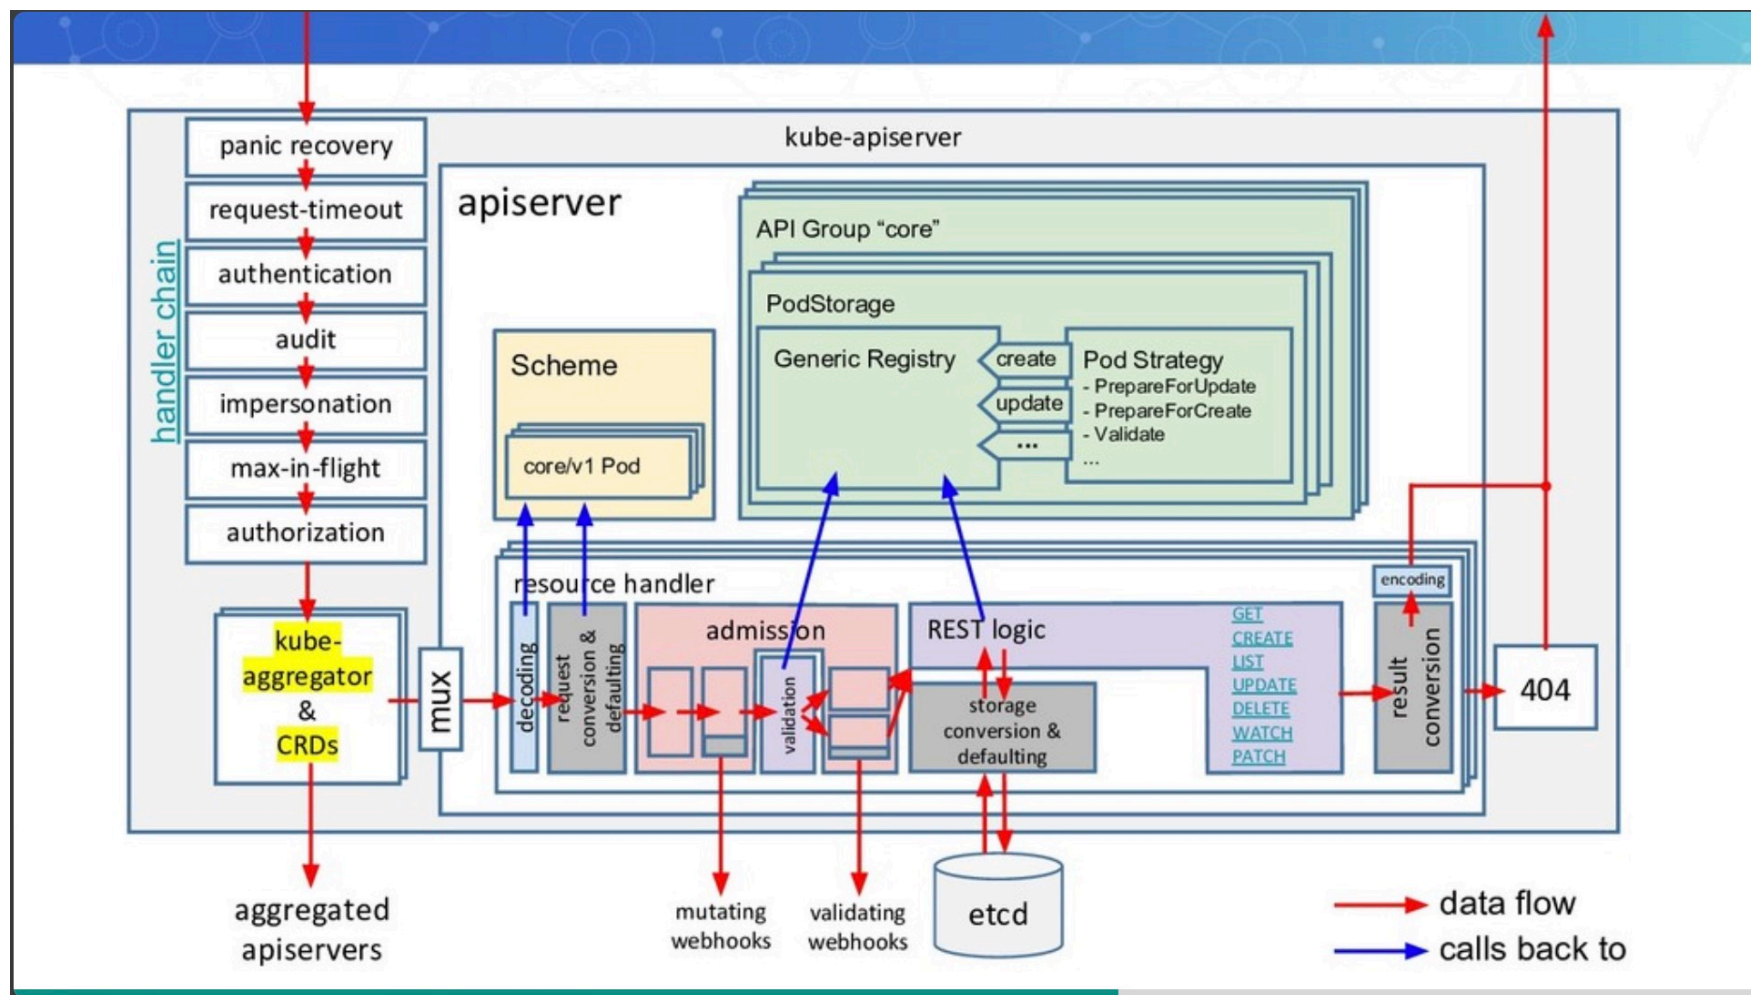 kube-apiserver
handler chain
panic recovery
request-timeout
authentication
audit
impersonation
max-in-flight
authorization
kube-
aggregator
&
CRDs
aggregated
apiservers
mux
apiserver
Scheme
core/v1 Pod
API Group “core”
PodStorage
Generic Registry
create
update
...
Pod Strategy
- PrepareForUpdate
- PrepareForCreate
- Validate
...
resource handler
decoding
request
conversion &
defaulting
admission
validation
mutating
webhooks
validating
webhooks
REST logic
storage
conversion &
defaulting
GET
CREATE
LIST
UPDATE
DELETE
WATCH
PATCH
etcd
encoding
result
conversion
404
data flow
calls back to